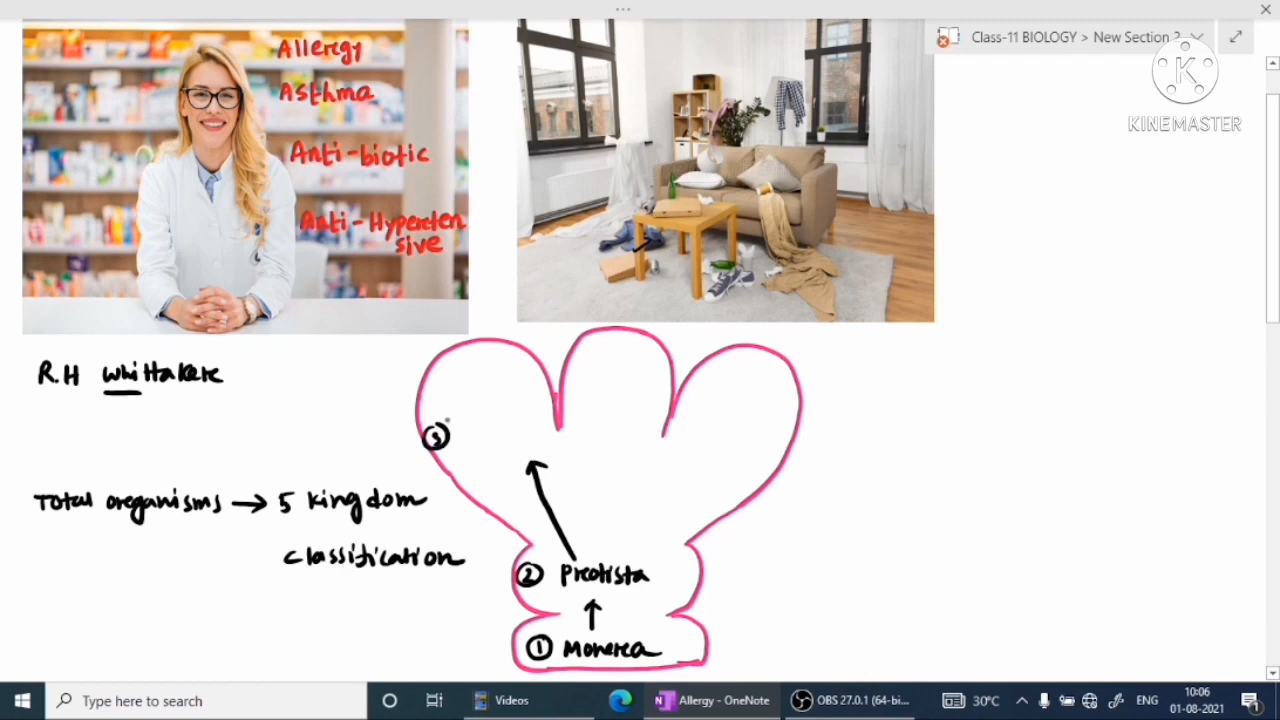 Class-11 BIOLOGY > New Section 2
K
KINEMASTER
Allergy
Asthma
Anti-biotic
Anti-Hyperten
sive
R.H Whittaker
Total organisms → 5 kingdom
classification
3
2 Protista
1 Monera
Type here to search
Videos
Allergy - OneNote
OBS 27.0.1 (64-bi...
30°C
ENG
10:06
01-08-2021
1